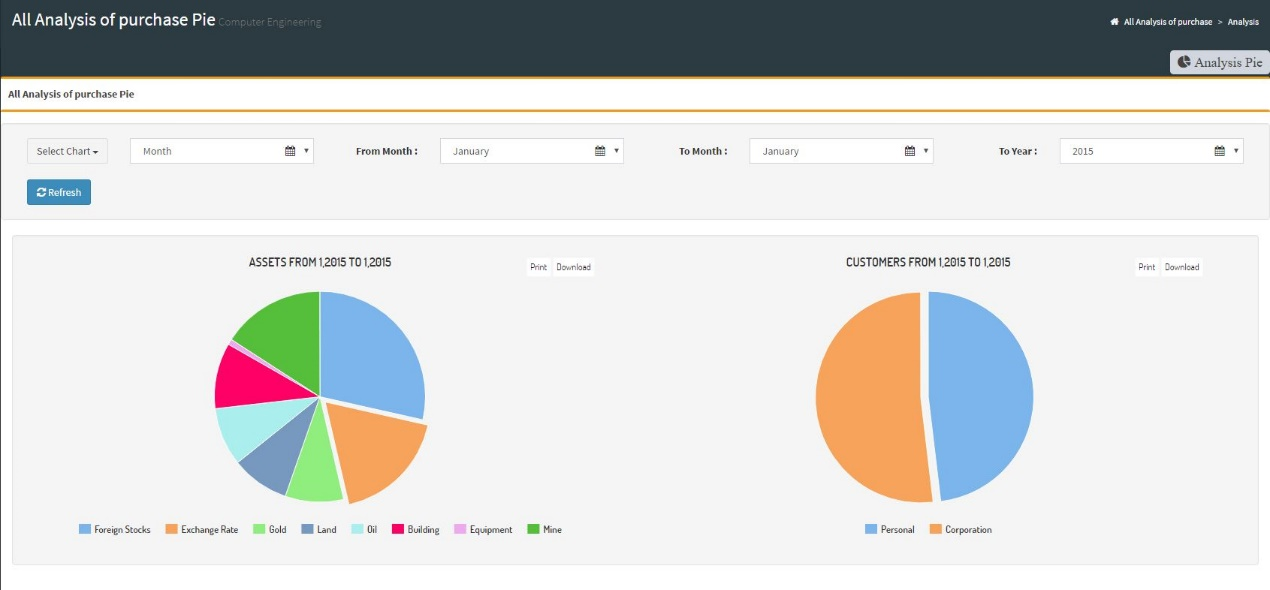 All Analysis of purchase Pie Computer Engineering
All Analysis of purchase > Analysis
Analysis Pie
All Analysis of purchase Pie
Select Chart Month From Month : January To Month : January To Year : 2015
Refresh
ASSETS FROM 1,2015 TO 1,2015
Print Download
CUSTOMERS FROM 1,2015 TO 1,2015
Print Download
Foreign Stocks Exchange Rate Gold Land Oil Building Equipment Mine
Personal Corporation